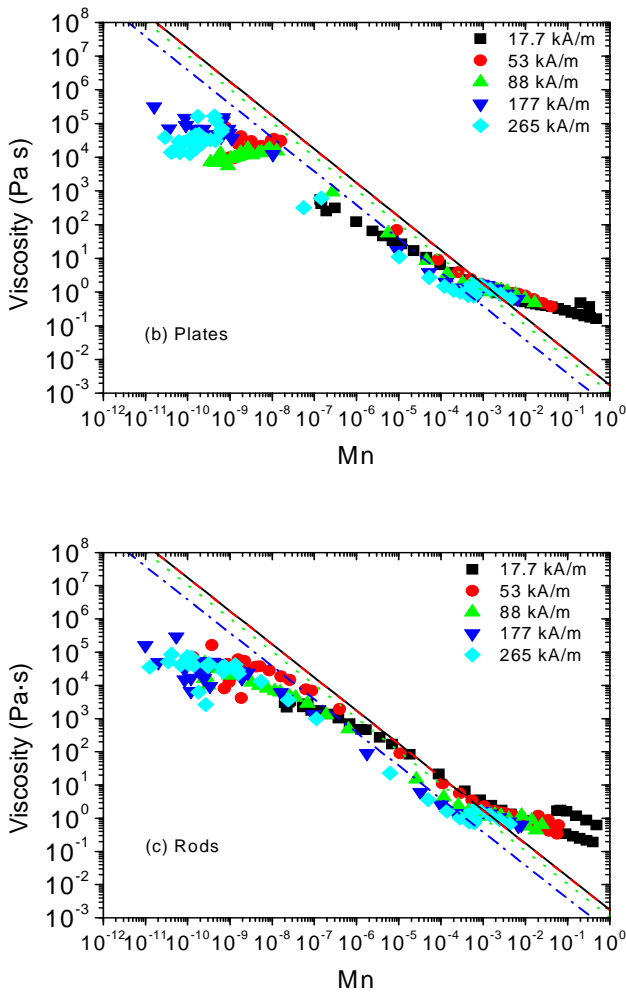 10^8
10^7
10^6
10^5
10^4
10^3
10^2
10^1
10^0
10^-1
10^-2
10^-3
Viscosity (Pa s)
17.7 kA/m
53 kA/m
88 kA/m
177 kA/m
265 kA/m
(b) Plates
10^-12 10^-11 10^-10 10^-9 10^-8 10^-7 10^-6 10^-5 10^-4 10^-3 10^-2 10^-1 10^0
Mn
10^8
10^7
10^6
10^5
10^4
10^3
10^2
10^1
10^0
10^-1
10^-2
10^-3
Viscosity (Pa·s)
17.7 kA/m
53 kA/m
88 kA/m
177 kA/m
265 kA/m
(c) Rods
10^-12 10^-11 10^-10 10^-9 10^-8 10^-7 10^-6 10^-5 10^-4 10^-3 10^-2 10^-1 10^0
Mn